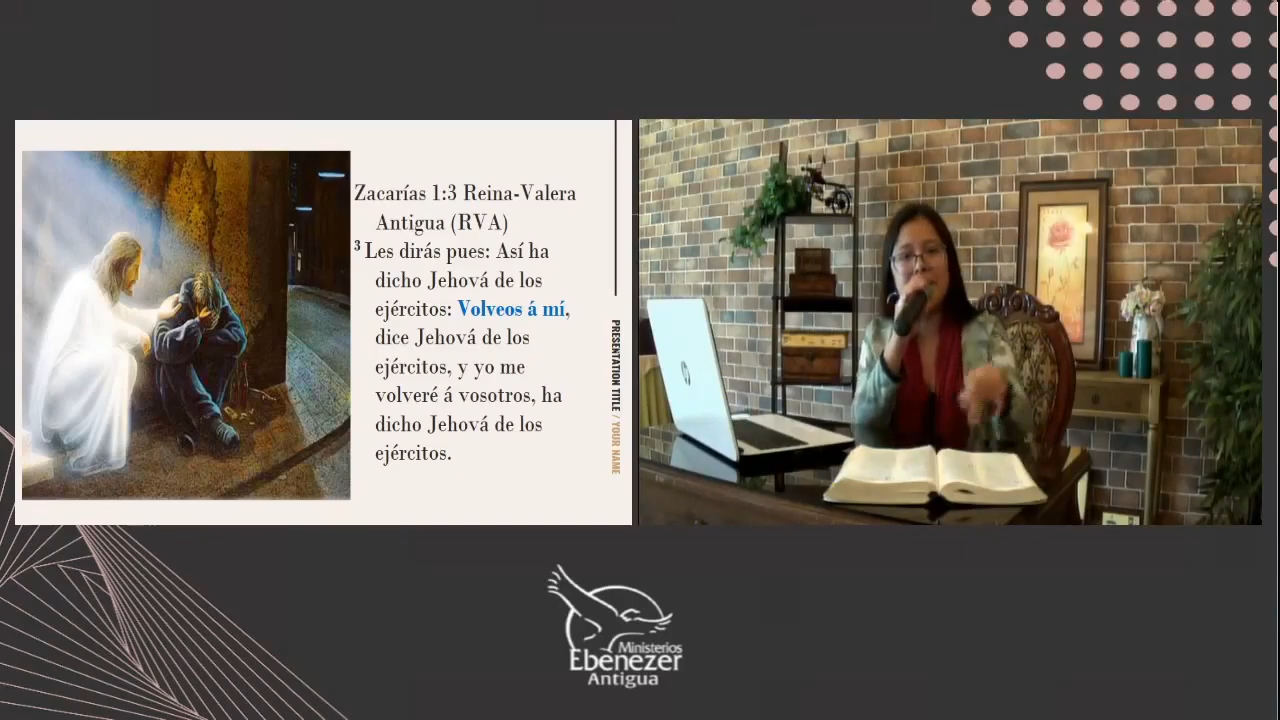 Zacarías 1:3 Reina-Valera
Antigua (RVA)
3 Les dirás pues: Así ha
dicho Jehová de los
ejércitos: Volveos á mí,
dice Jehová de los
ejércitos, y yo me
volveré á vosotros, ha
dicho Jehová de los
ejércitos.
PRESENTATION TITLE / YOUR NAME
hp
Ministerios
Ebenezer
Antigua